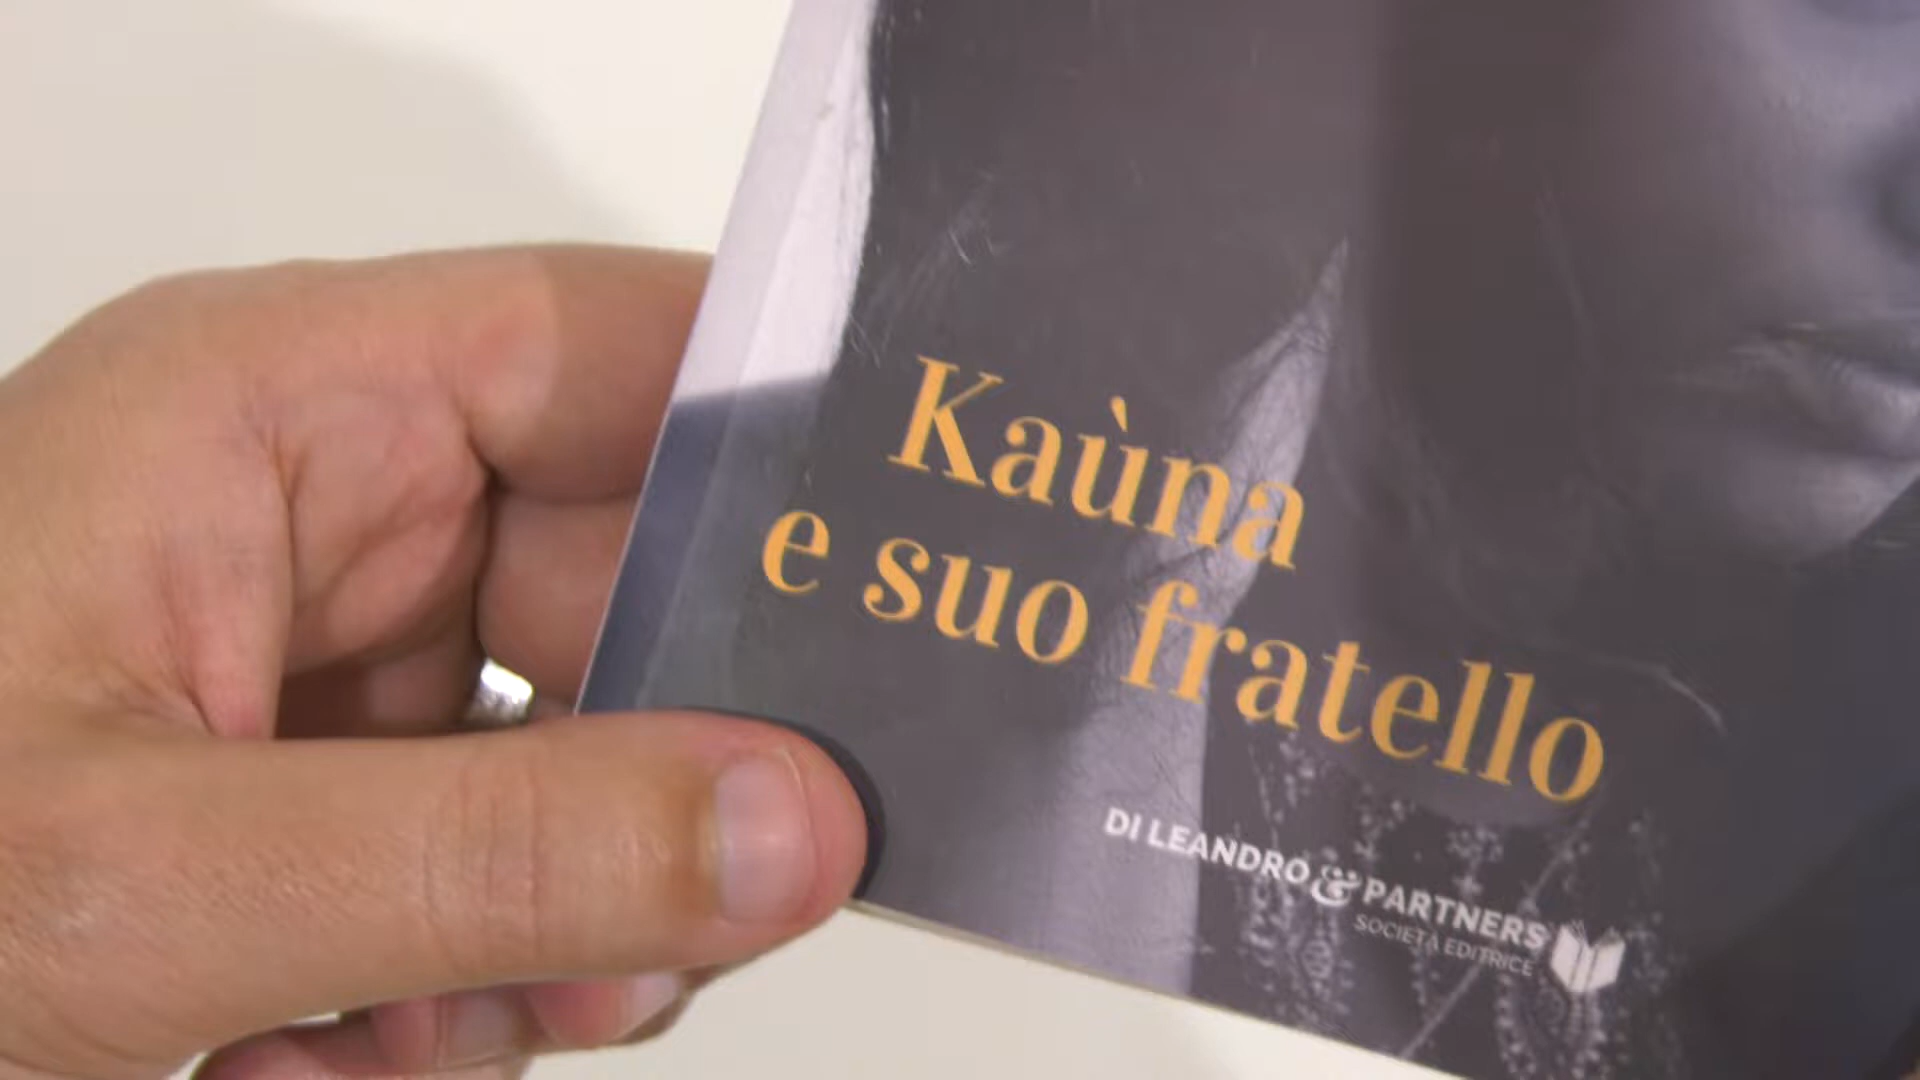 Kaùna
e suo fratello
DI LEANDRO & PARTNERS
SOCIETÀ EDITRICE